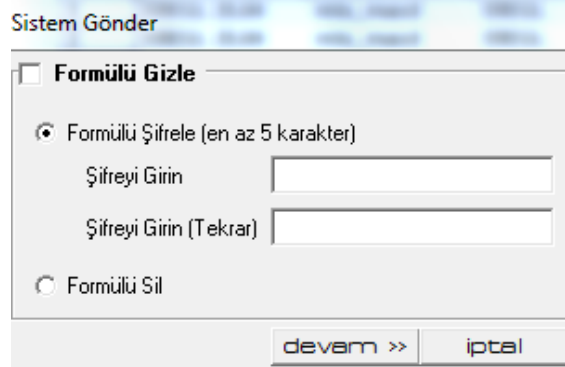 Sistem Gönder
Formülü Gizle
Formülü Şifrele (en az 5 karakter)
Şifreyi Girin
Şifreyi Girin (Tekrar)
Formülü Sil
devam >> iptal